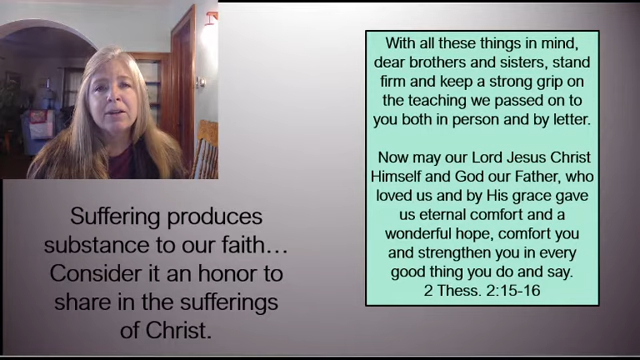 Suffering produces
substance to our faith…
Consider it an honor to
share in the sufferings
of Christ.
With all these things in mind,
dear brothers and sisters, stand
firm and keep a strong grip on
the teaching we passed on to
you both in person and by letter.
Now may our Lord Jesus Christ
Himself and God our Father, who
loved us and by His grace gave
us eternal comfort and a
wonderful hope, comfort you
and strengthen you in every
good thing you do and say.
2 Thess. 2:15-16